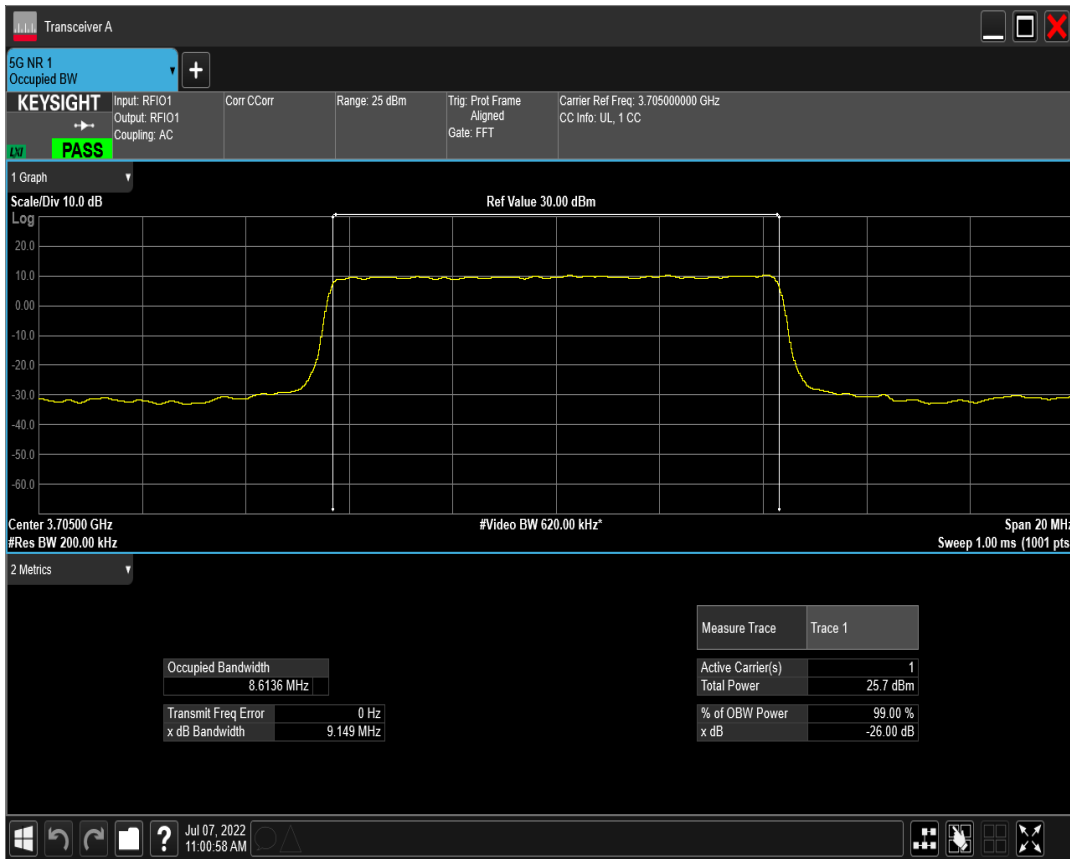 Transceiver A
5G NR 1
Occupied BW
+
KEYSIGHT
LXI
PASS
Input: RFIO1
Output: RFIO1
Coupling: AC
Corr CCorr
Range: 25 dBm
Trig: Prot Frame
Aligned
Gate: FFT
Carrier Ref Freq: 3.705000000 GHz
CC Info: UL, 1 CC
1 Graph
Scale/Div 10.0 dB
Ref Value 30.00 dBm
Log
20.0
10.0
0.00
-10.0
-20.0
-30.0
-40.0
-50.0
-60.0
Center 3.70500 GHz
#Video BW 620.00 kHz*
Span 20 MHz
#Res BW 200.00 kHz
Sweep 1.00 ms (1001 pts
2 Metrics
Measure Trace Trace 1
Occupied Bandwidth
8.6136 MHz
Active Carrier(s) 1
Total Power 25.7 dBm
Transmit Freq Error 0 Hz
x dB Bandwidth 9.149 MHz
% of OBW Power 99.00 %
x dB -26.00 dB
?
Jul 07, 2022
11:00:58 AM